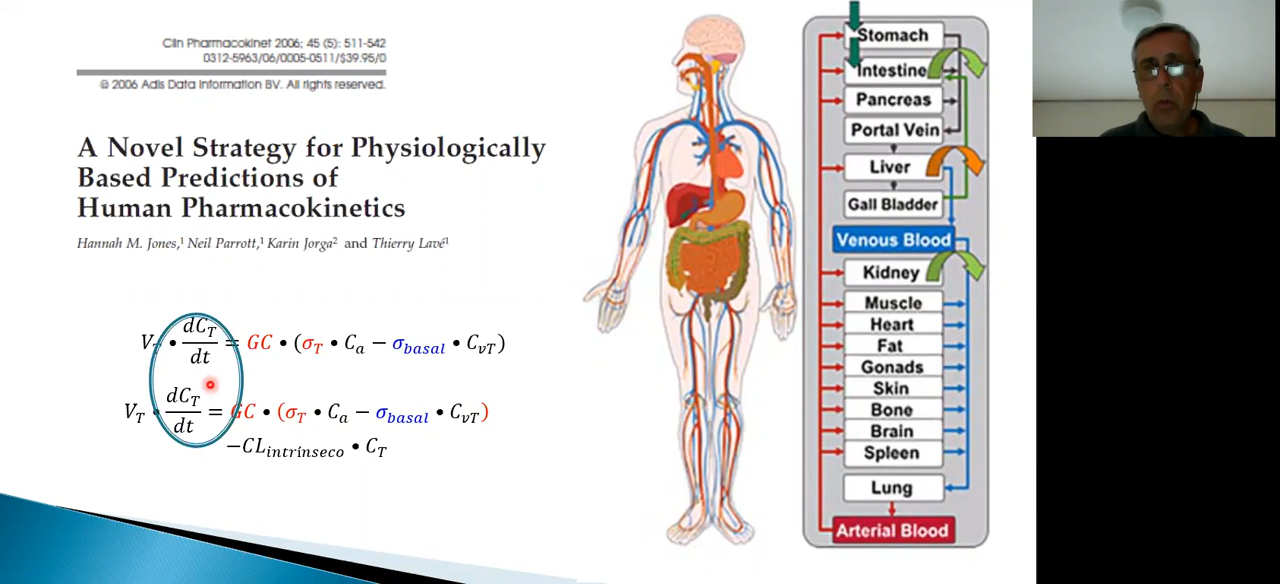 Clin Pharmacokinet 2006; 45 (5): 511-542
0312-5963/06/0005-0511/$39.95/0
© 2006 Adis Data Information BV. All rights reserved.
A Novel Strategy for Physiologically
Based Predictions of
Human Pharmacokinetics
Hannah M. Jones,¹ Neil Parrott,¹ Karin Jorga² and Thierry Lavé¹
V_T • dC_T/dt = GC • (σ_T • C_a − σ_basal • C_vT)
V_T • dC_T/dt = GC • (σ_T • C_a − σ_basal • C_vT)
−CL_intrínseco • C_T
Stomach
Intestine
Pancreas
Portal Vein
Liver
Gall Bladder
Venous Blood
Kidney
Muscle
Heart
Fat
Gonads
Skin
Bone
Brain
Spleen
Lung
Arterial Blood